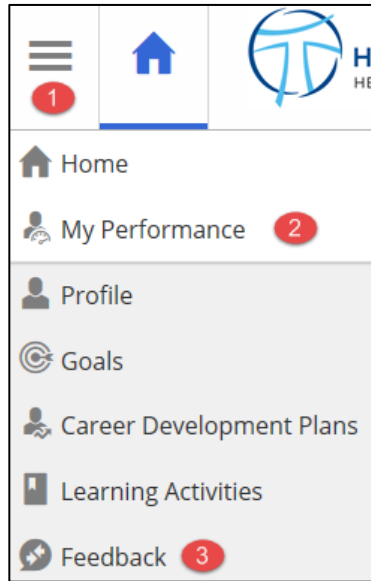 1
H
HE
Home
My Performance 2
Profile
Goals
Career Development Plans
Learning Activities
Feedback 3